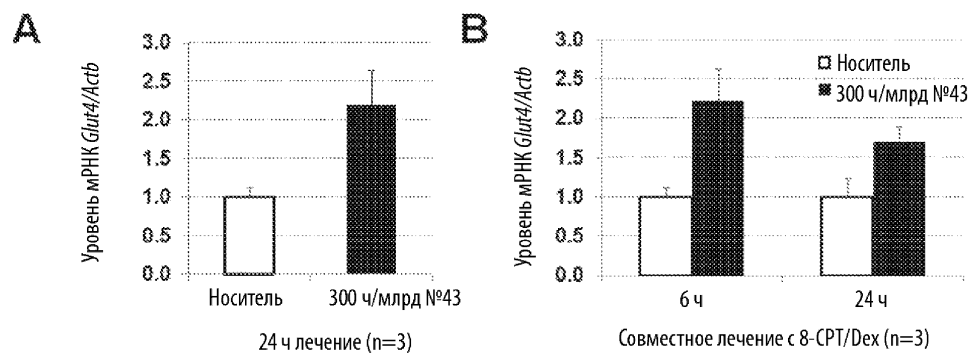 A
Уровень мРНК Glut4/Actb
3.0
2.5
2.0
1.5
1.0
0.5
0.0
Носитель
300 ч/млрд №43
24 ч лечение (n=3)
B
Уровень мРНК Glut4/Actb
3.0
2.5
2.0
1.5
1.0
0.5
0.0
Носитель
300 ч/млрд №43
6 ч
24 ч
Совместное лечение с 8-CPT/Dex (n=3)